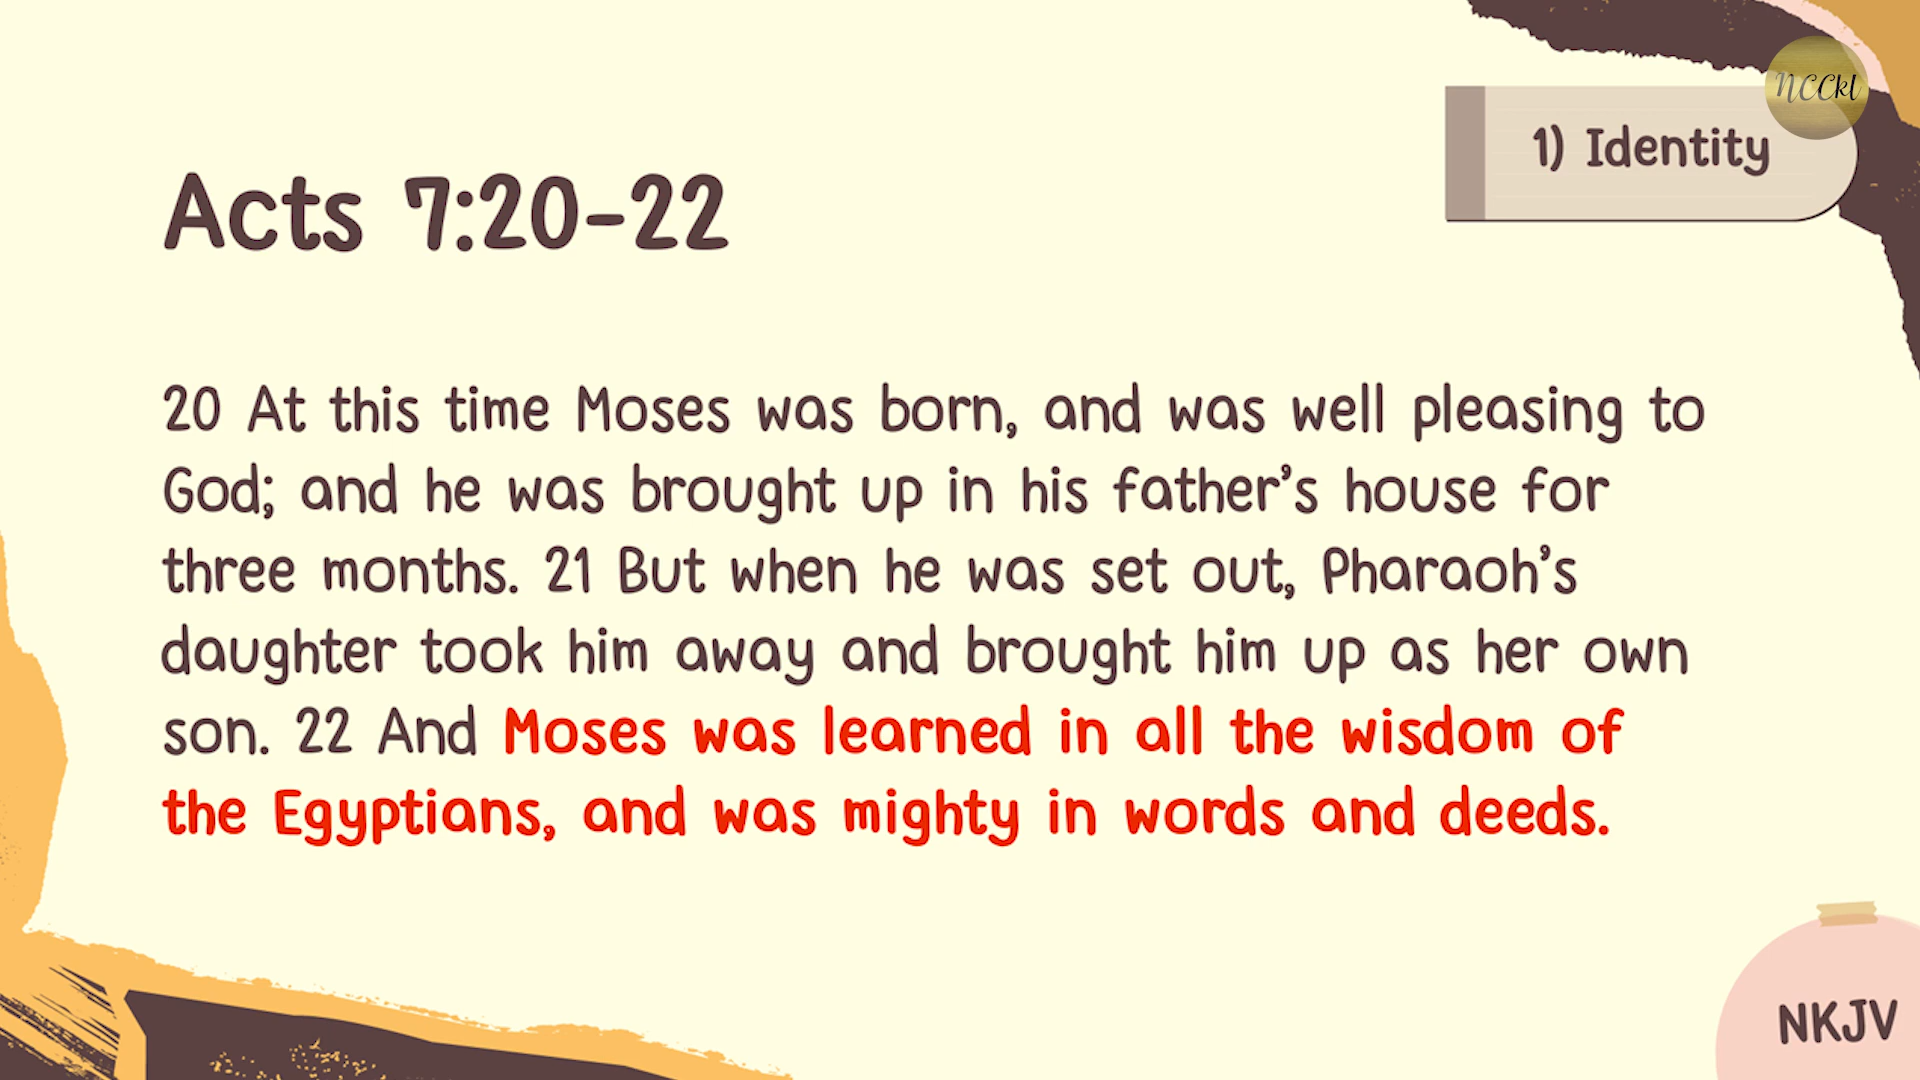 NCCkl
1) Identity
Acts 7:20-22
20 At this time Moses was born, and was well pleasing to
God; and he was brought up in his father’s house for
three months. 21 But when he was set out, Pharaoh’s
daughter took him away and brought him up as her own
son. 22 And Moses was learned in all the wisdom of
the Egyptians, and was mighty in words and deeds.
NKJV